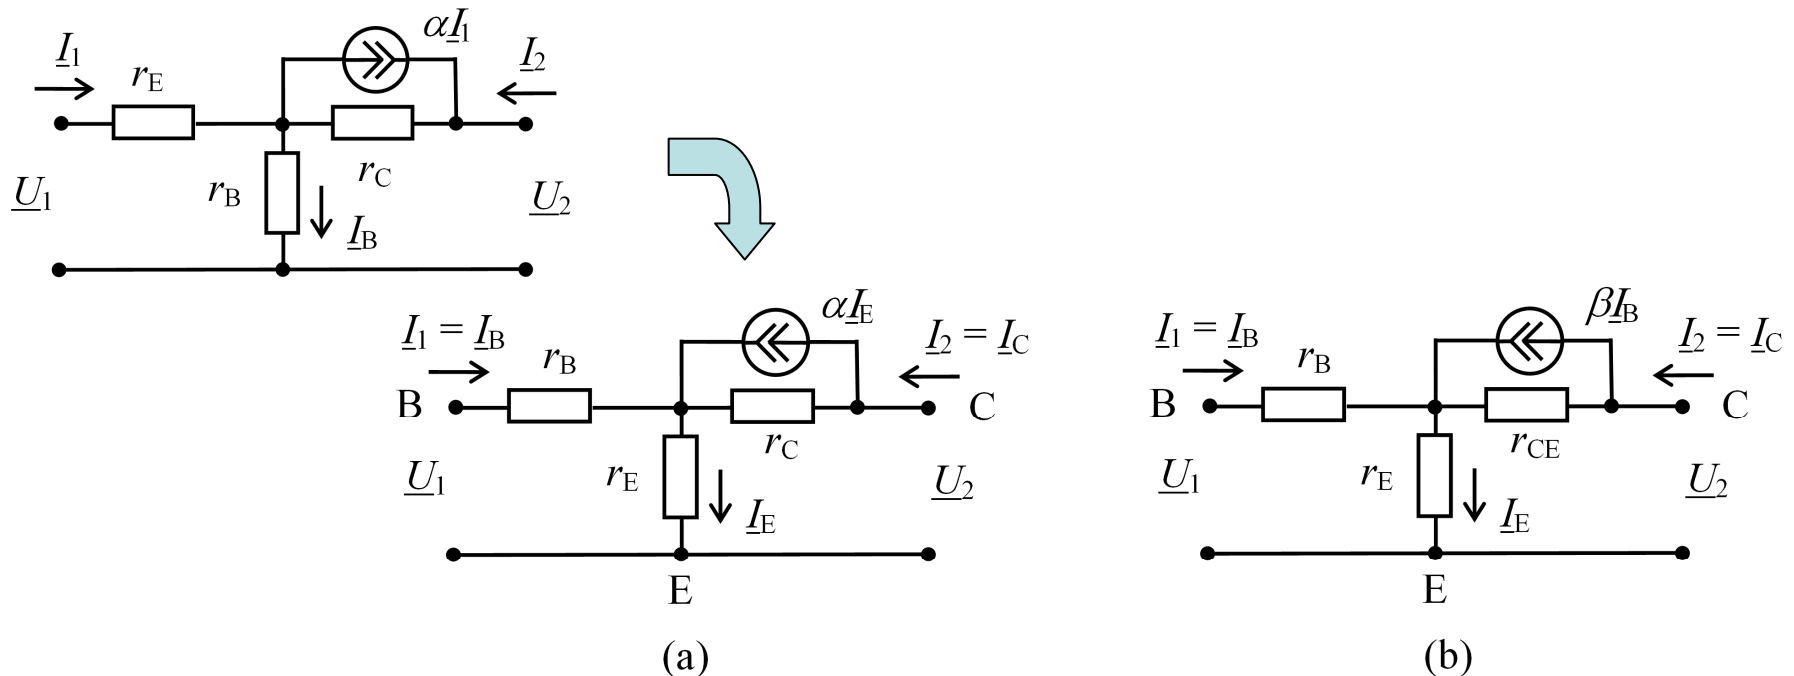 αI1
I1
rE
I2
rC
rB
U1
U2
IB
αIE
I1 = IB
rB
I2 = IC
B
C
rC
rE
U1
U2
IE
E
(a)
βIB
I1 = IB
rB
I2 = IC
B
C
rCE
rE
U1
U2
IE
E
(b)